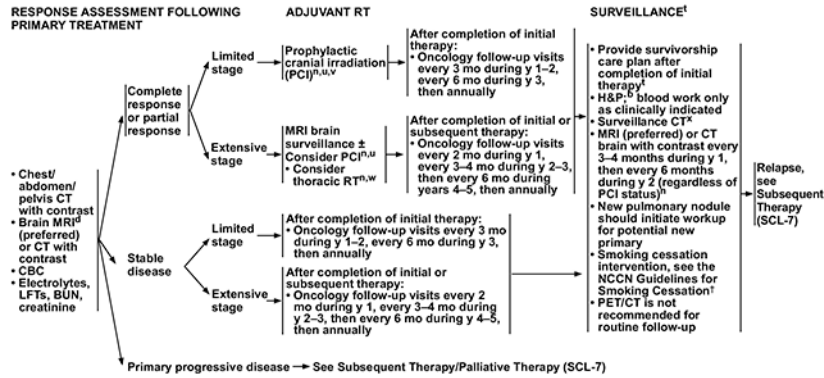 RESPONSE ASSESSMENT FOLLOWING
PRIMARY TREATMENT
• Chest/
abdomen/
pelvis CT
with contrast
• Brain MRIᵈ
(preferred)
or CT with
contrast
• CBC
• Electrolytes,
LFTs, BUN,
creatinine
Complete
response
or partial
response
Stable
disease
Primary progressive disease → See Subsequent Therapy/Palliative Therapy (SCL-7)
ADJUVANT RT
Limited
stage
Prophylactic
cranial irradiation
(PCI)ⁿ,ᵘ,ᵛ
After completion of initial
therapy:
• Oncology follow-up visits
every 3 mo during y 1–2,
every 6 mo during y 3,
then annually
Extensive
stage
MRI brain
surveillance ±
Consider PCIⁿ,ᵘ
• Consider
thoracic RTⁿ,ʷ
After completion of initial or
subsequent therapy:
• Oncology follow-up visits
every 2 mo during y 1,
every 3–4 mo during y 2–3,
then every 6 mo during
years 4–5, then annually
Limited
stage
After completion of initial therapy:
• Oncology follow-up visits every 3 mo
during y 1–2, every 6 mo during y 3,
then annually
Extensive
stage
After completion of initial or
subsequent therapy:
• Oncology follow-up visits every 2
mo during y 1, every 3–4 mo during
y 2–3, then every 6 mo during y 4–5,
then annually
SURVEILLANCEᵗ
• Provide survivorship
care plan after
completion of initial
therapyᵗ
• H&P;ᵇ blood work only
as clinically indicated
• Surveillance CTˣ
• MRI (preferred) or CT
brain with contrast every
3–4 months during y 1,
then every 6 months
during y 2 (regardless of
PCI status)ⁿ
• New pulmonary nodule
should initiate workup
for potential new
primary
• Smoking cessation
intervention, see the
NCCN Guidelines for
Smoking Cessation†
• PET/CT is not
recommended for
routine follow-up
Relapse,
see
Subsequent
Therapy
(SCL-7)